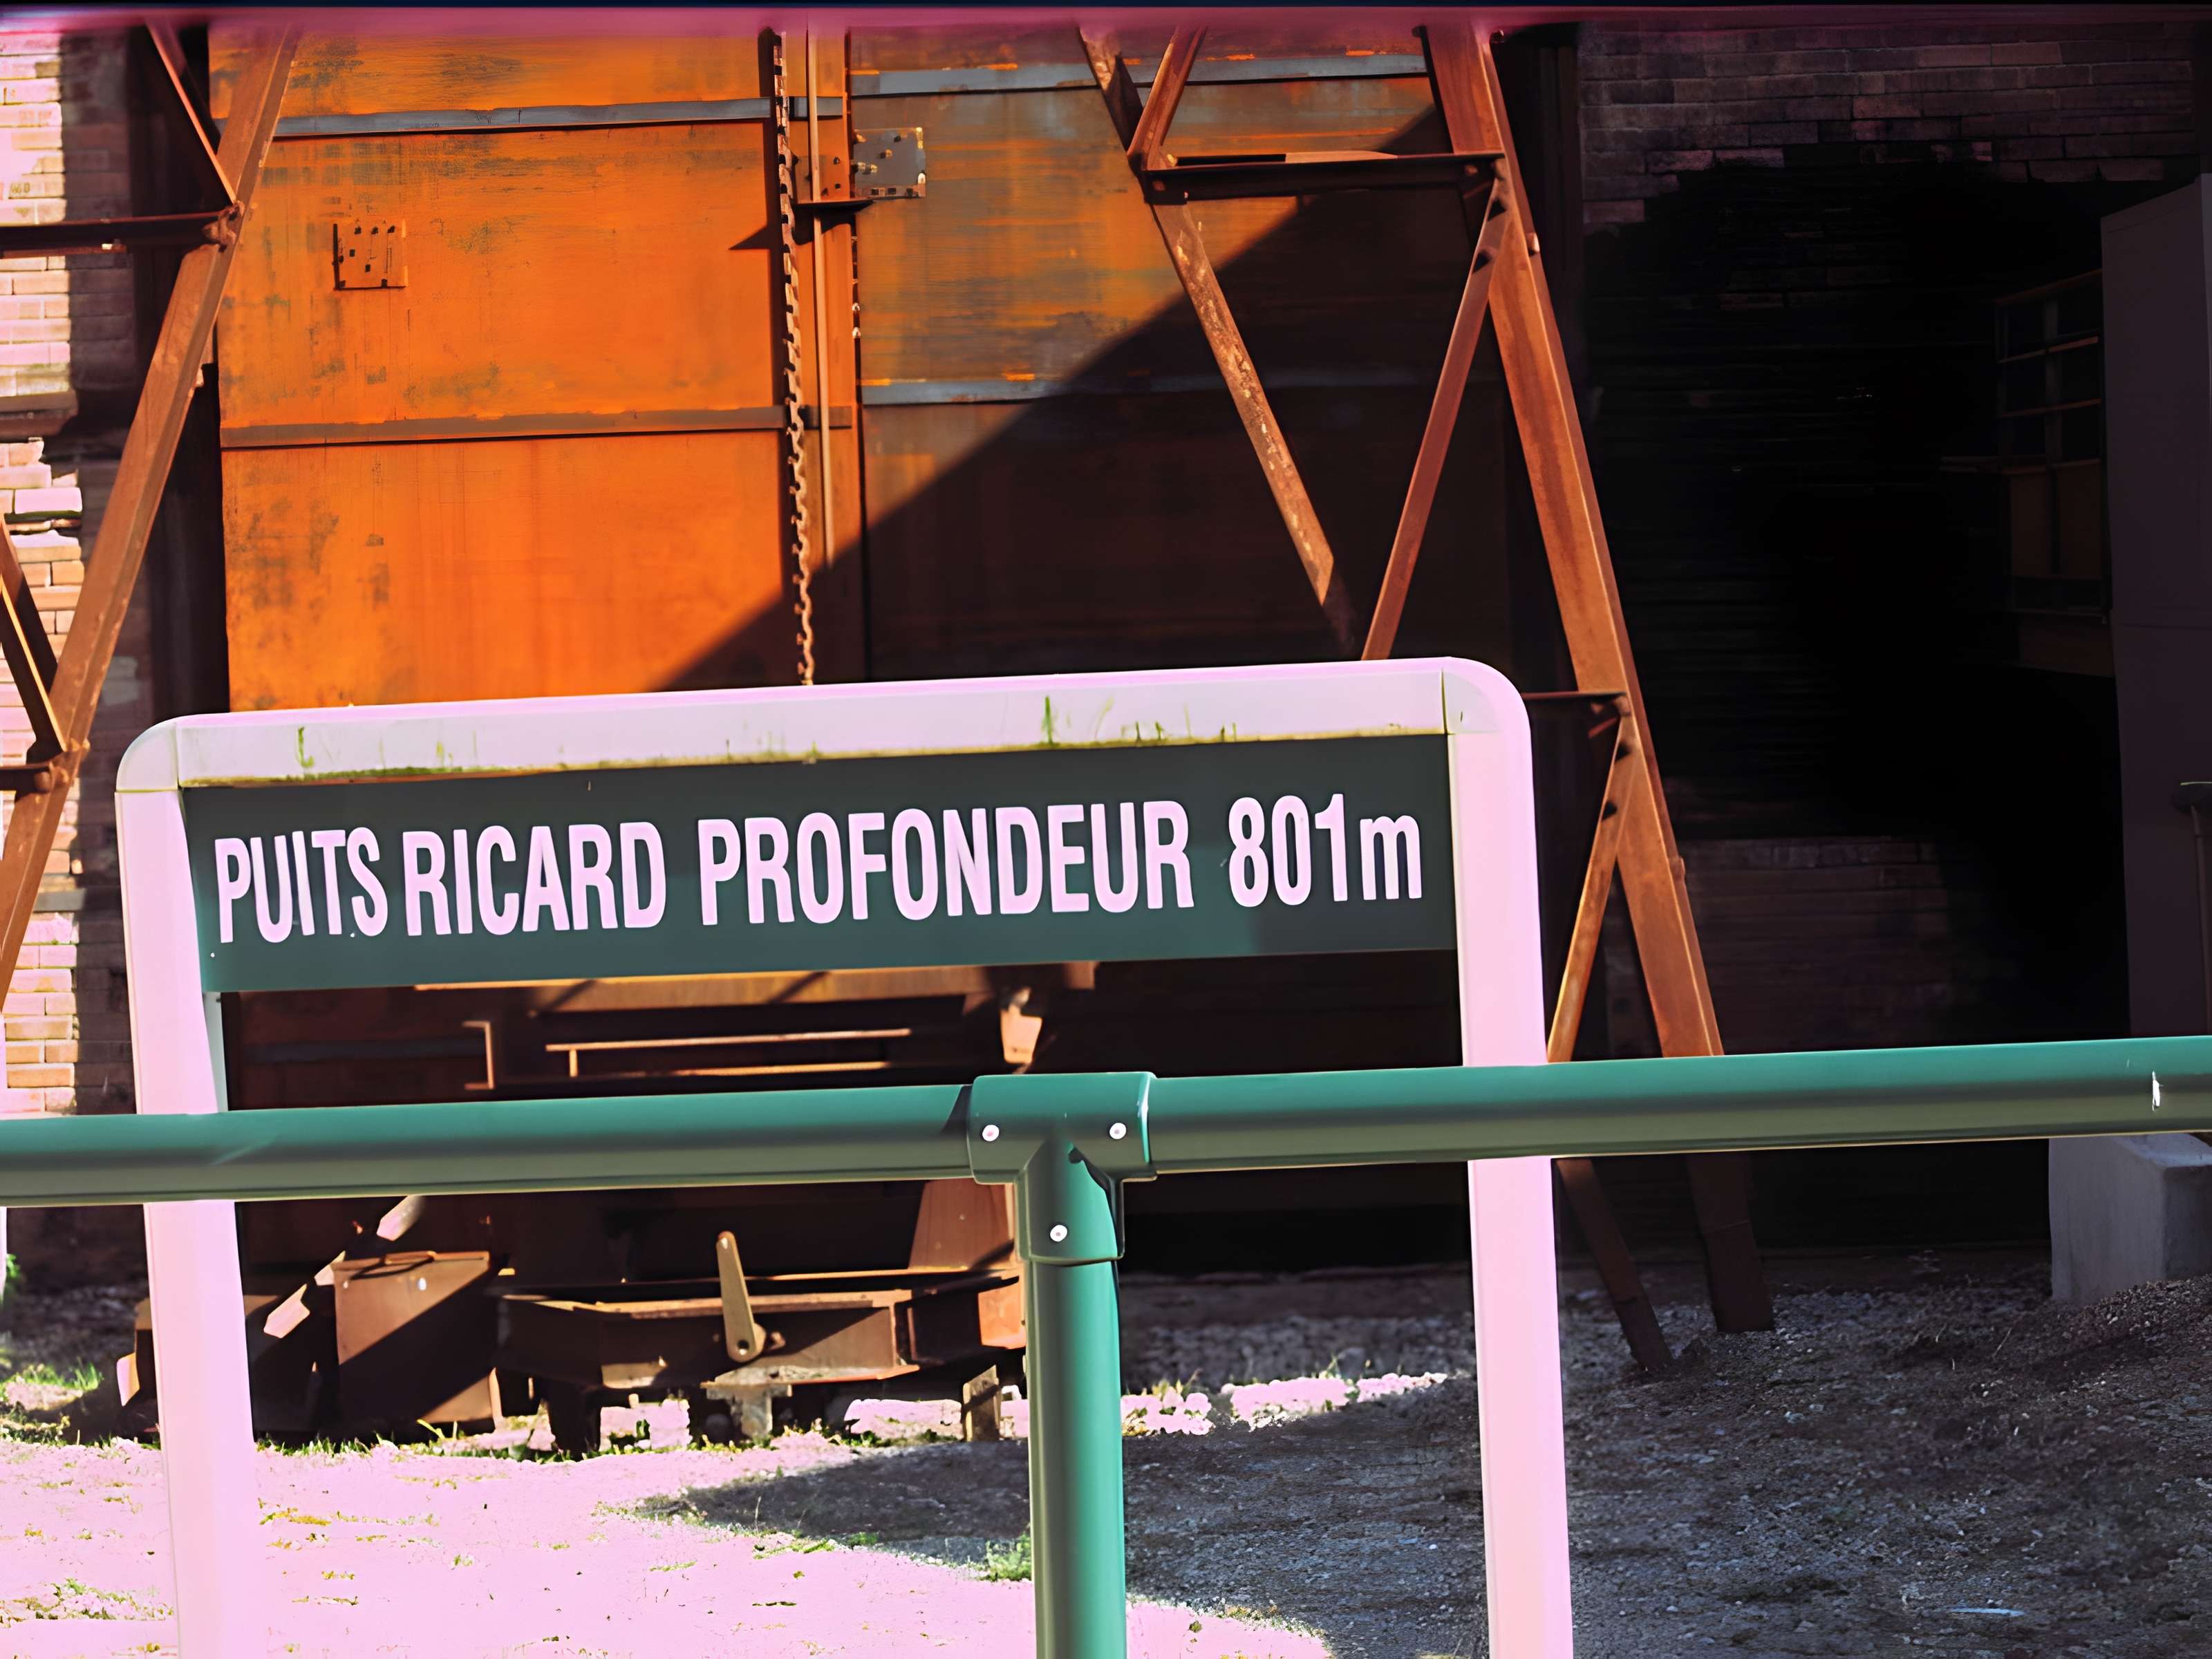 PUITS RICARD PROFONDEUR 801m